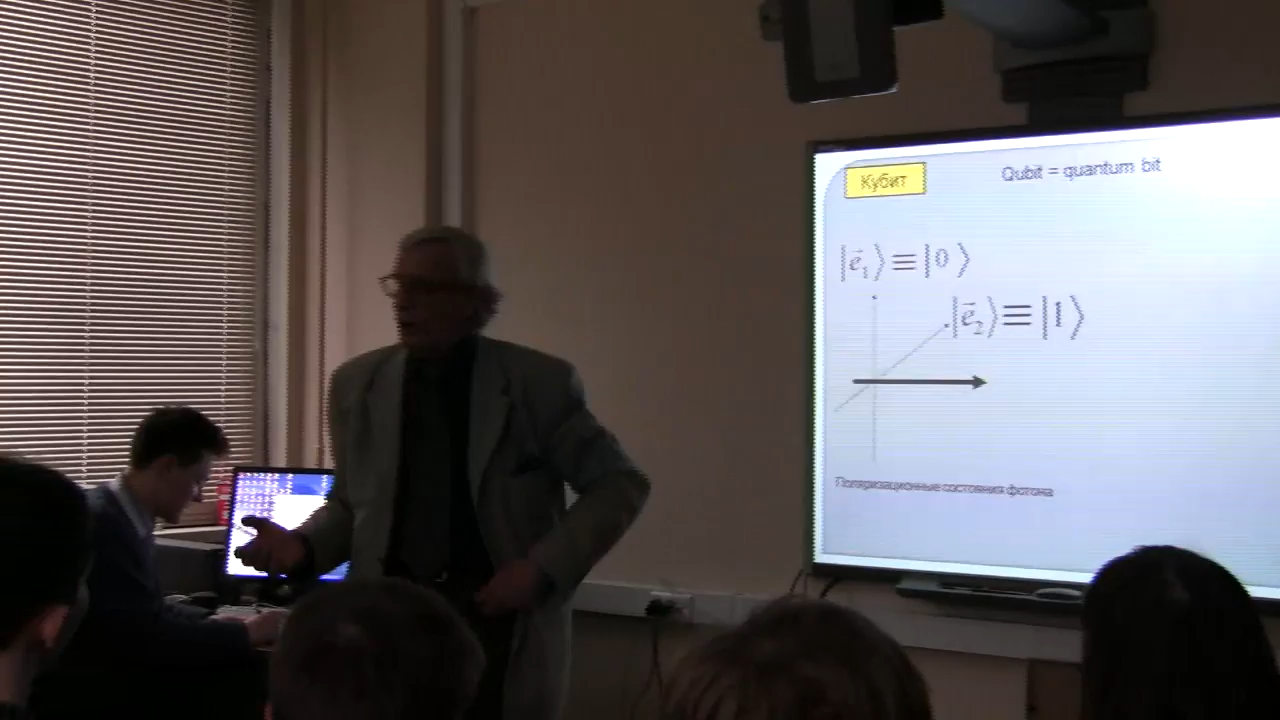 Кубит
Qubit = quantum bit
|e⃗₁⟩ ≡ |0⟩
|e⃗₂⟩ ≡ |1⟩
Поляризационные состояния фотона